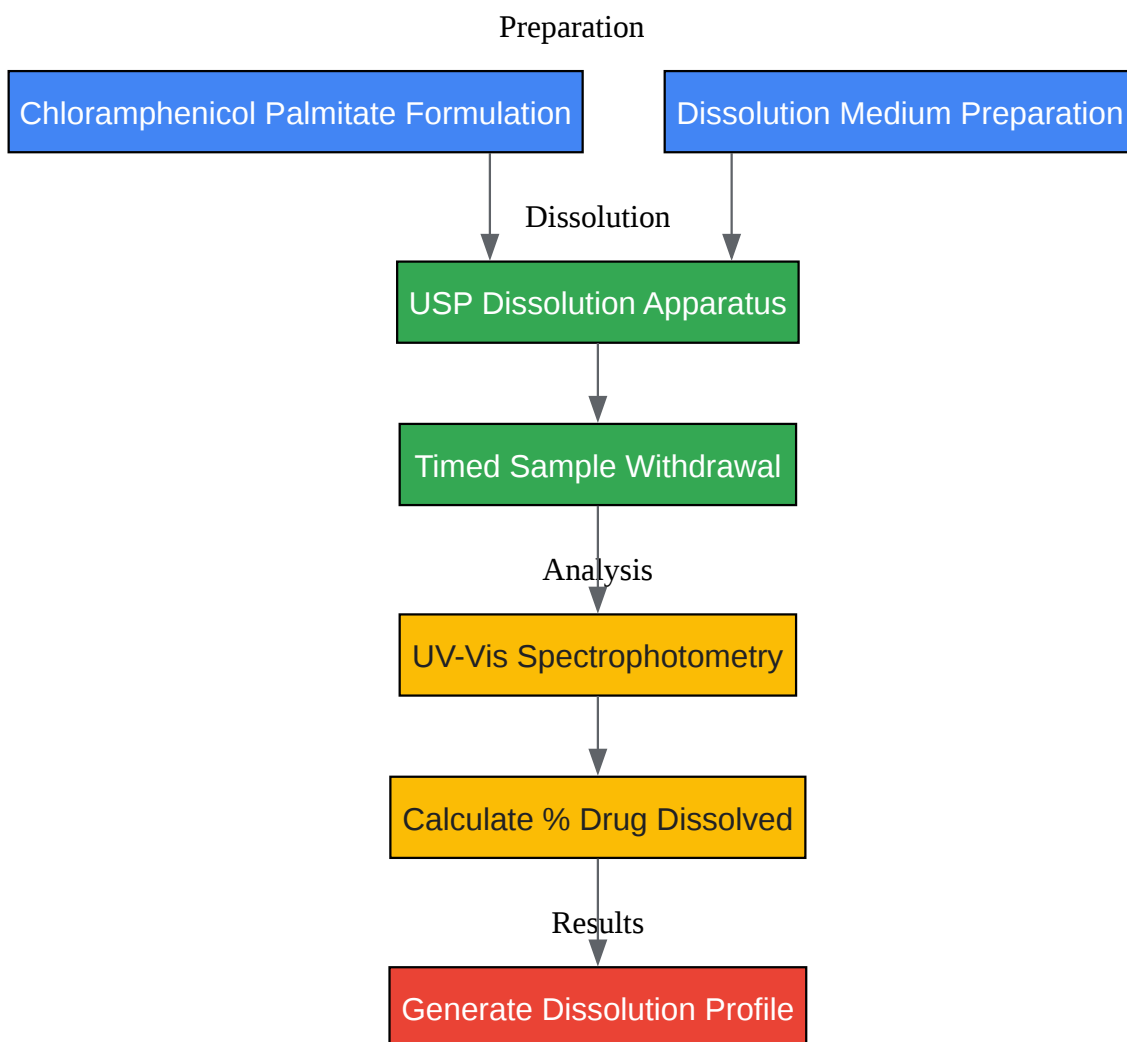 Preparation
Chloramphenicol Palmitate Formulation
Dissolution Medium Preparation
Dissolution
USP Dissolution Apparatus
Timed Sample Withdrawal
Analysis
UV-Vis Spectrophotometry
Calculate % Drug Dissolved
Results
Generate Dissolution Profile